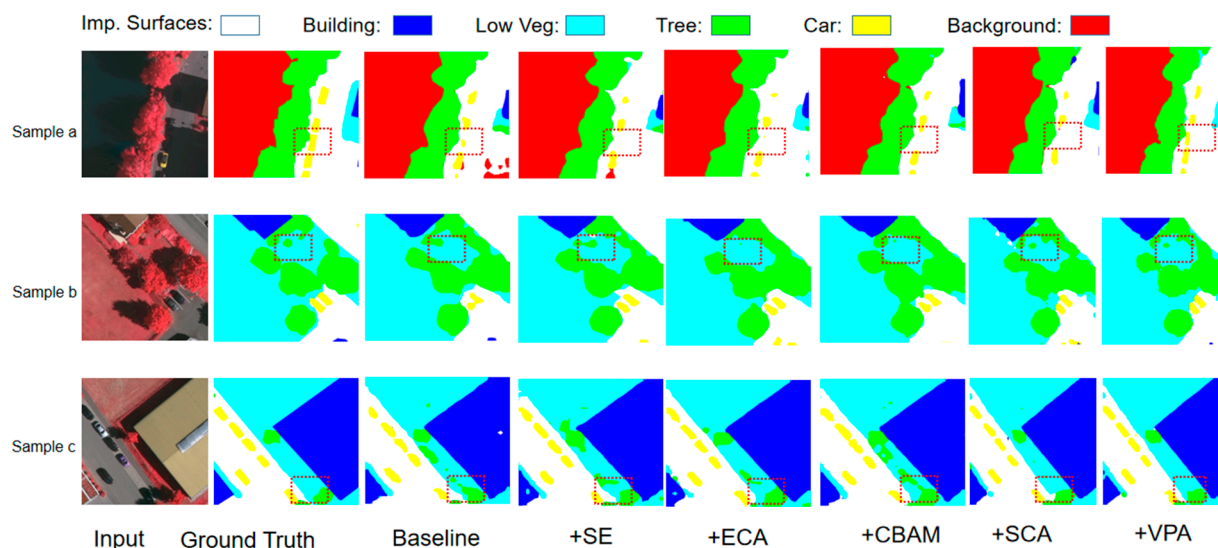 Imp. Surfaces: Building: Low Veg: Tree: Car: Background:
Sample a
Sample b
Sample c
Input Ground Truth Baseline +SE +ECA +CBAM +SCA +VPA